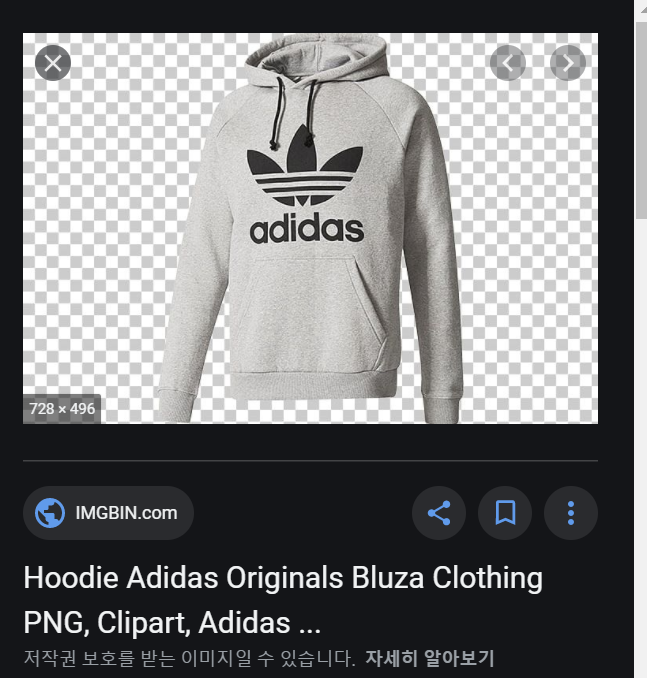 adidas
728 × 496
IMGBIN.com
Hoodie Adidas Originals Bluza Clothing
PNG, Clipart, Adidas ...
저작권 보호를 받는 이미지일 수 있습니다. 자세히 알아보기